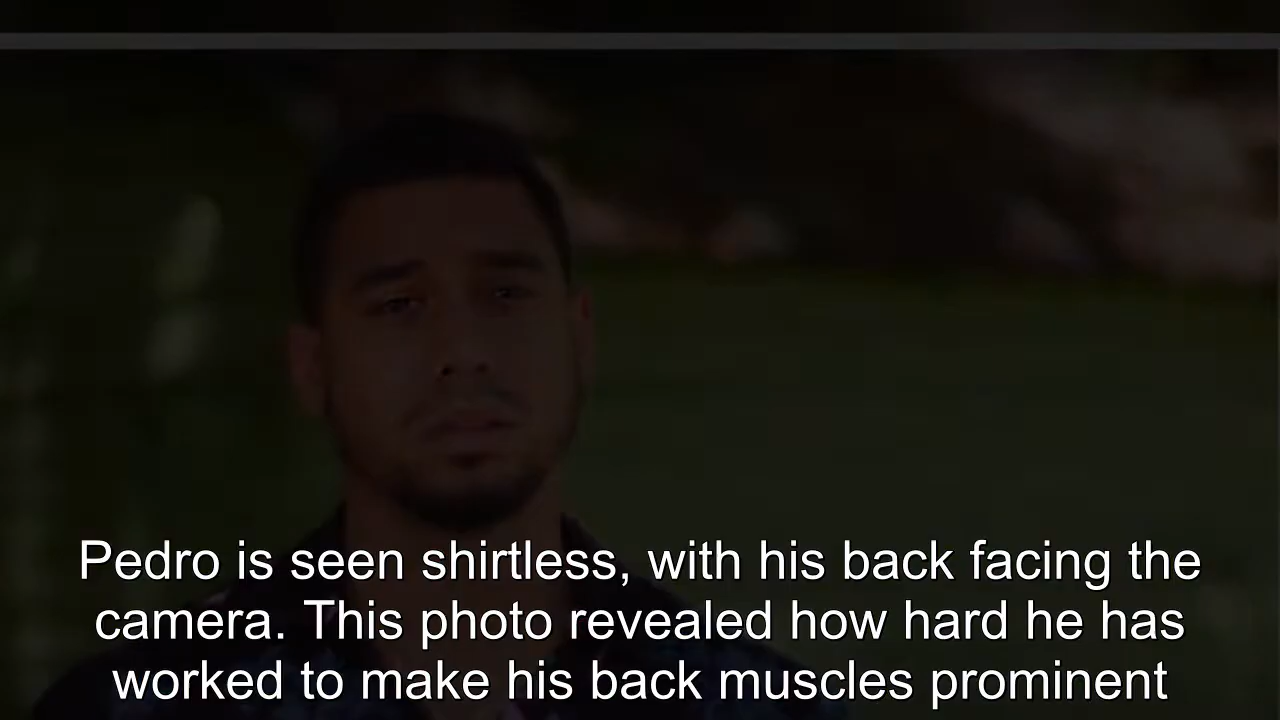 Pedro is seen shirtless, with his back facing the
camera. This photo revealed how hard he has
worked to make his back muscles prominent